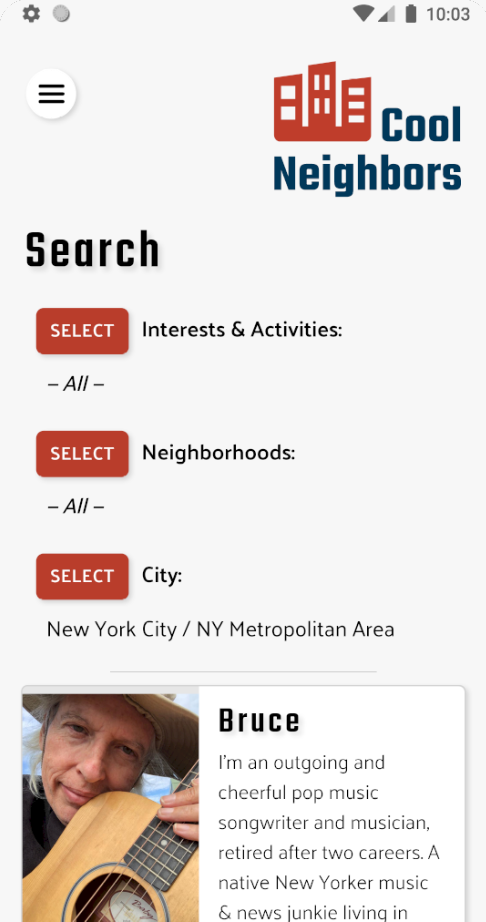 10:03
Cool
Neighbors
Search
SELECT Interests & Activities:
– All –
SELECT Neighborhoods:
– All –
SELECT City:
New York City / NY Metropolitan Area
Bruce
I'm an outgoing and
cheerful pop music
songwriter and musician,
retired after two careers. A
native New Yorker music
& news junkie living in